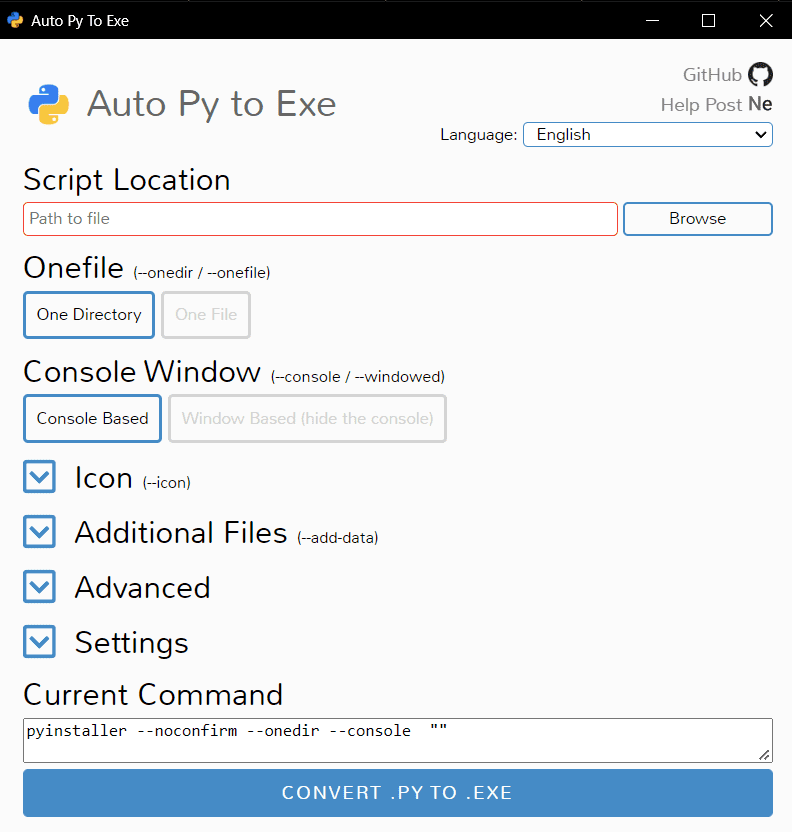 Auto Py To Exe
GitHub
Auto Py to Exe
Help Post Ne
Language: English
Script Location
Path to file Browse
Onefile (--onedir / --onefile)
One Directory One File
Console Window (--console / --windowed)
Console Based Window Based (hide the console)
Icon (--icon)
Additional Files (--add-data)
Advanced
Settings
Current Command
pyinstaller --noconfirm --onedir --console  ""
CONVERT .PY TO .EXE